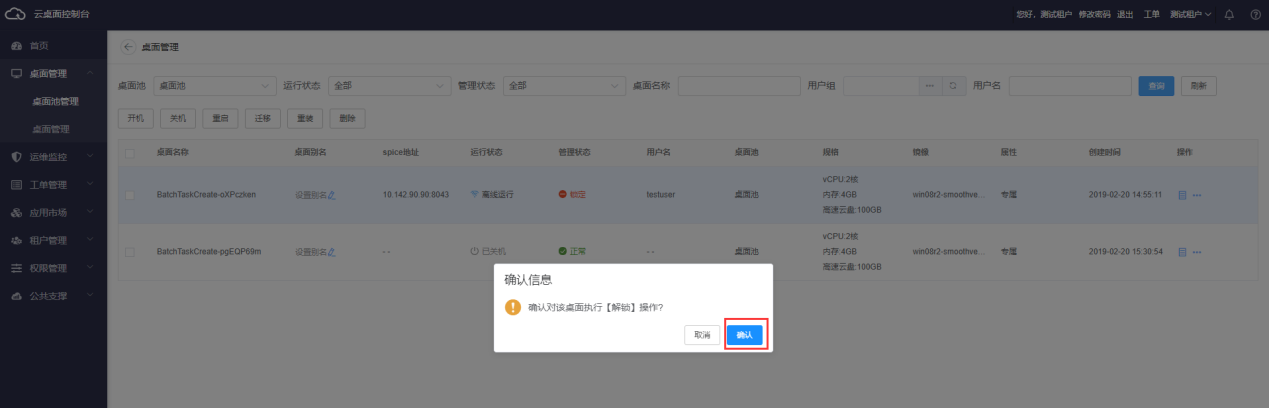 云桌面控制台
您好，测试租户 修改密码 退出 工单 测试租户
首页
桌面管理
桌面池管理
桌面管理
运维监控
工单管理
应用市场
租户管理
权限管理
公共支撑
桌面管理
桌面池 桌面池 运行状态 全部 管理状态 全部 桌面名称 用户组 ··· 用户名 查询 刷新
开机 关机 重启 迁移 重装 删除
桌面名称 桌面别名 spice地址 运行状态 管理状态 用户名 桌面池 规格 镜像 属性 创建时间 操作
BatchTaskCreate-oXPczken 设置别名 10.142.90.90:8043 离线运行 锁定 testuser 桌面池 vCPU:2核 内存:4GB 高速云盘:100GB win08r2-smoothve... 专属 2019-02-20 14:55:11 ···
BatchTaskCreate-pgEQP69m 设置别名 -- 已关机 正常 -- 桌面池 vCPU:2核 内存:4GB 高速云盘:100GB win08r2-smoothve... 专属 2019-02-20 15:30:54 ···
确认信息
确认对该桌面执行【解锁】操作?
取消 确认